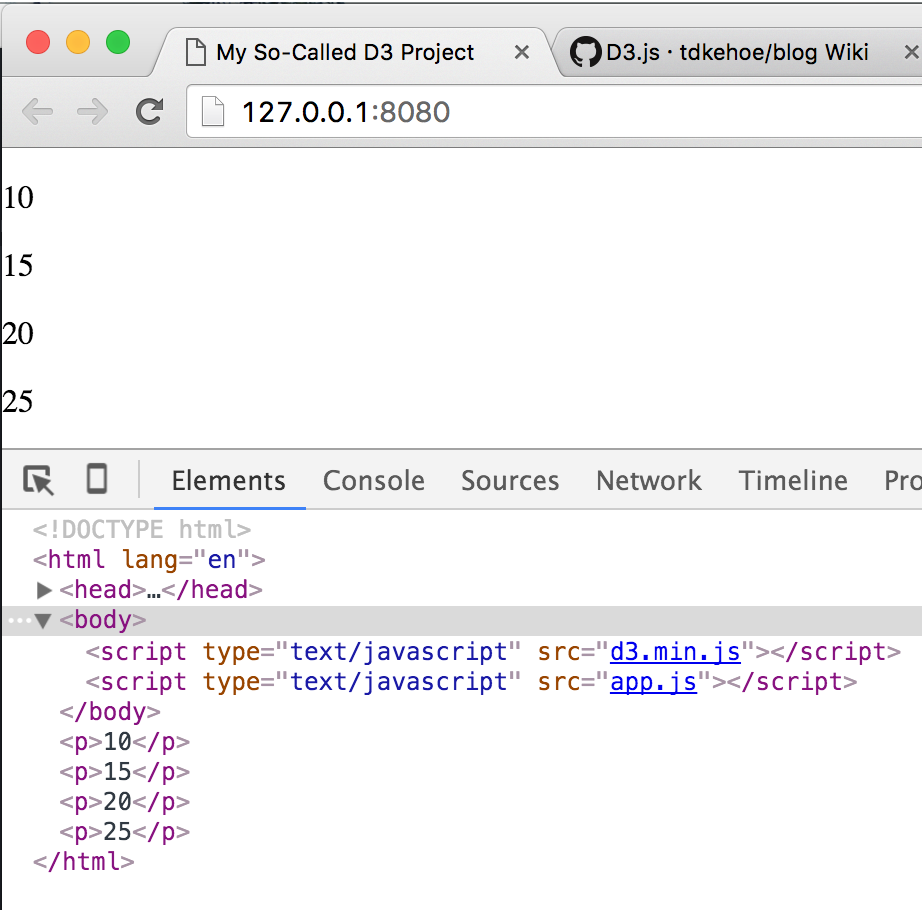 My So-Called D3 Project × D3.js · tdkehoe/blog Wiki ×
127.0.0.1:8080
10
15
20
25
Elements Console Sources Network Timeline Pro
<!DOCTYPE html>
<html lang="en">
<head>…</head>
<body>
<script type="text/javascript" src="d3.min.js"></script>
<script type="text/javascript" src="app.js"></script>
</body>
<p>10</p>
<p>15</p>
<p>20</p>
<p>25</p>
</html>